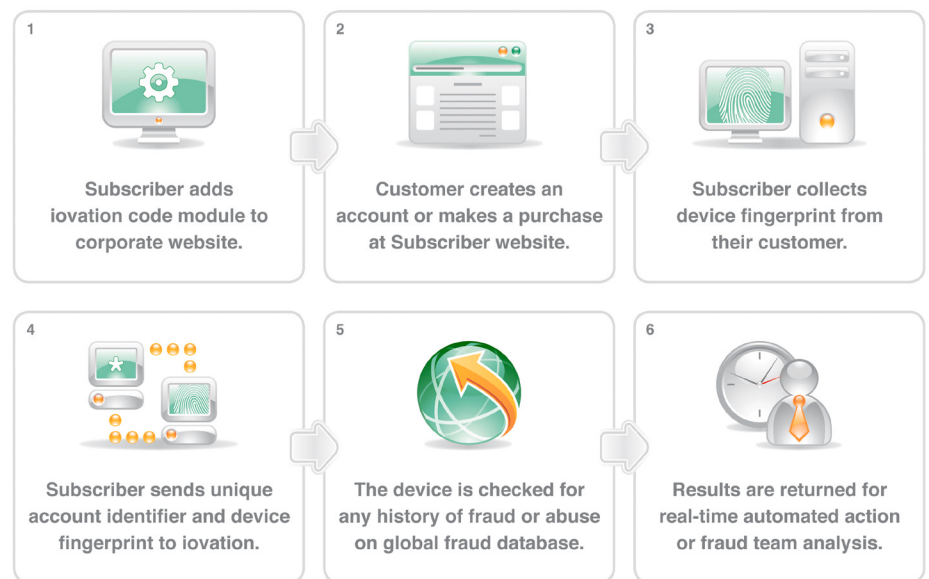 1
Subscriber adds
iovation code module to
corporate website.
2
Customer creates an
account or makes a purchase
at Subscriber website.
3
Subscriber collects
device fingerprint from
their customer.
4
Subscriber sends unique
account identifier and device
fingerprint to iovation.
5
The device is checked for
any history of fraud or abuse
on global fraud database.
6
Results are returned for
real-time automated action
or fraud team analysis.